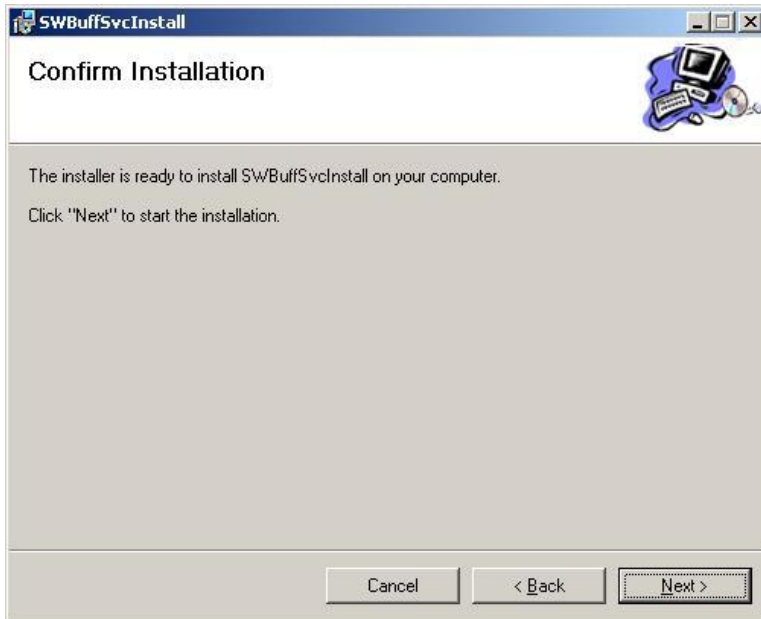 SWBuffSvcInstall
Confirm Installation
The installer is ready to install SWBuffSvcInstall on your computer.
Click "Next" to start the installation.
Cancel
< Back
Next >